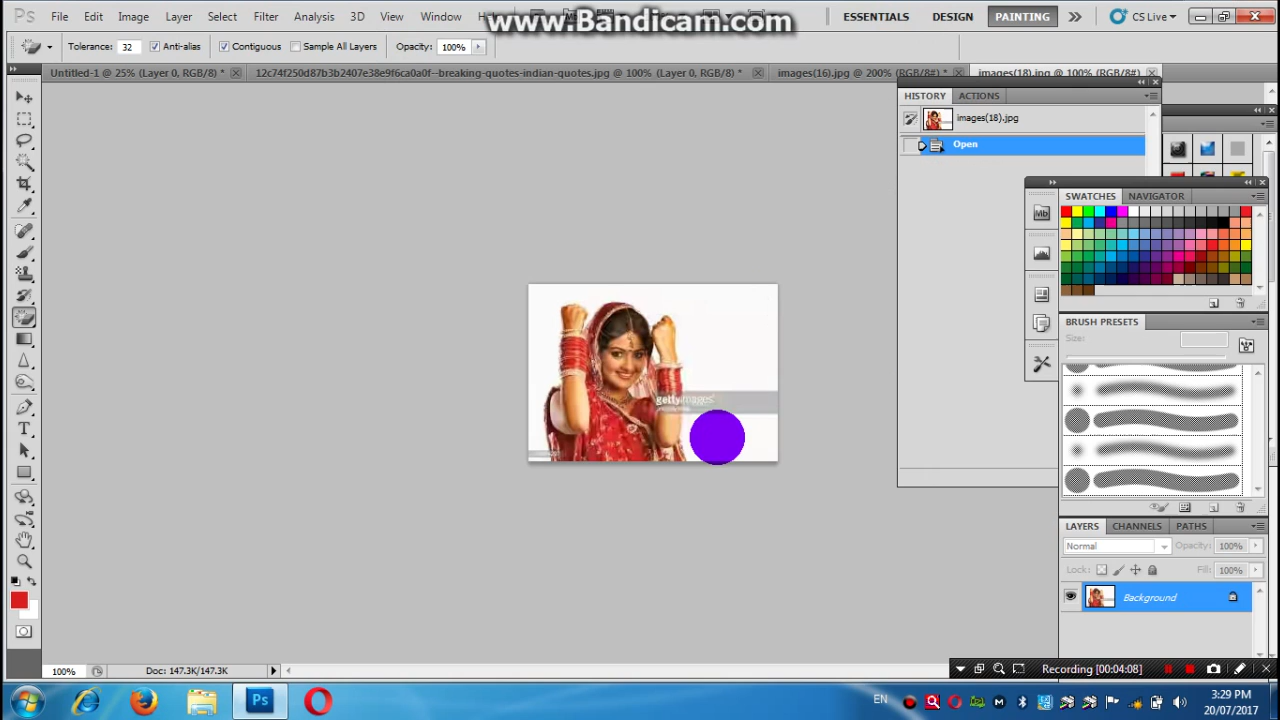 www.Bandicam.com
Ps
File Edit Image Layer Select Filter Analysis 3D View Window
ESSENTIALS DESIGN PAINTING CS Live
Tolerance: 32 Anti-alias Contiguous Sample All Layers Opacity: 100%
Untitled-1 @ 25% (Layer 0, RGB/8) * 12c74f250d87b3b2407e38e9f6ca0a0f--breaking-quotes-indian-quotes.jpg @ 100% (Layer 0, RGB/8) * images(16).jpg @ 200% (RGB/8#) * images(18).jpg @ 100% (RGB/8#)
HISTORY ACTIONS
images(18).jpg
Open
SWATCHES NAVIGATOR
Mb
BRUSH PRESETS
Size:
gettyimages
LAYERS CHANNELS PATHS
Normal Opacity: 100%
Lock: Fill: 100%
Background
100% Doc: 147.3K/147.3K
Recording [00:04:08]
Ps
EN
3:29 PM
20/07/2017